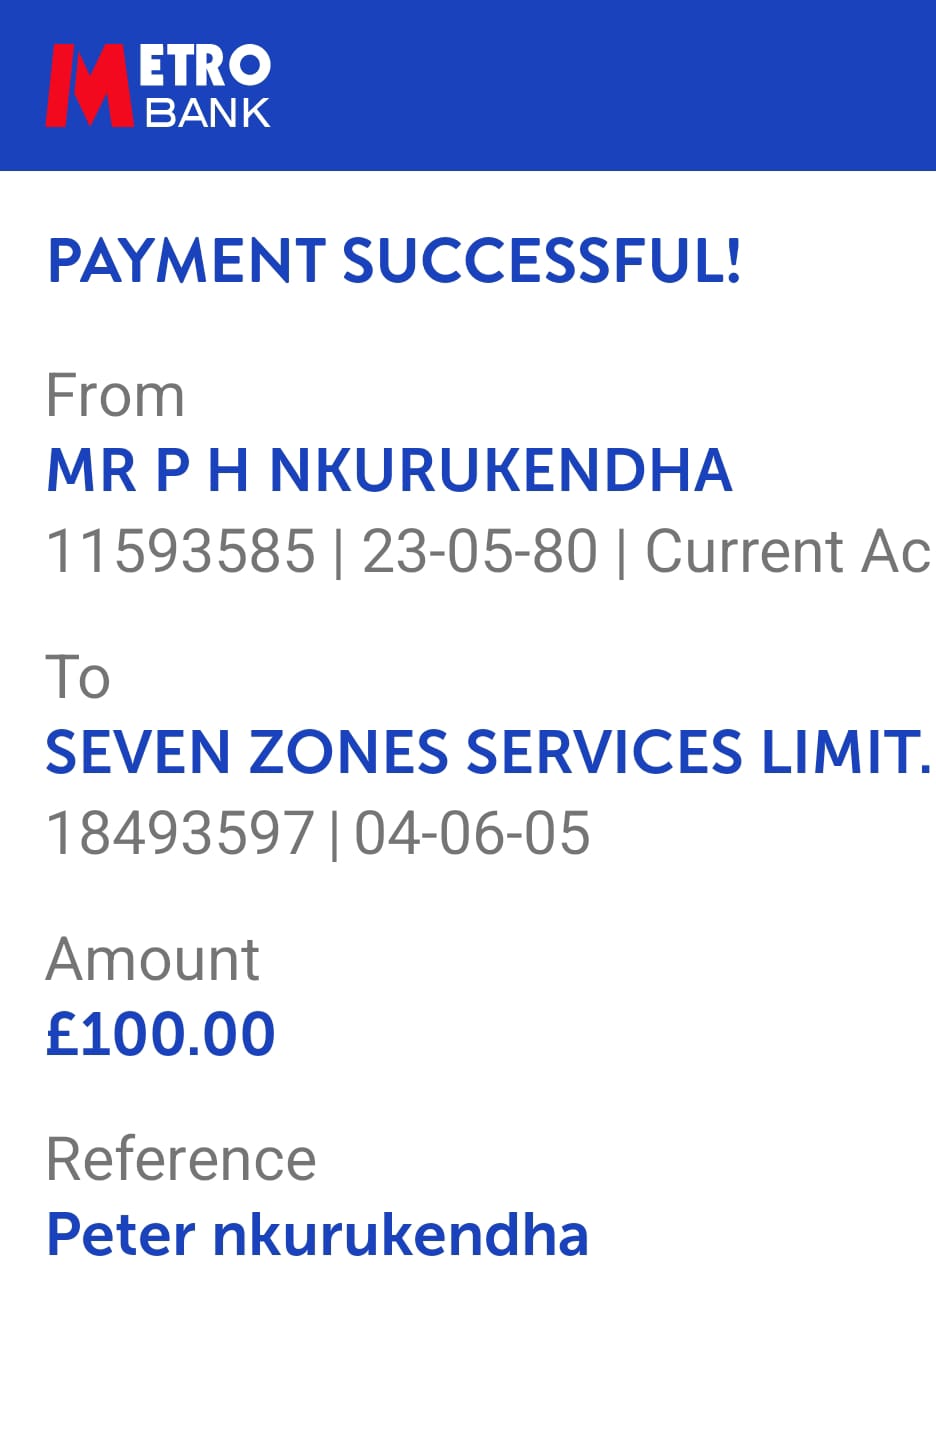 METRO
BANK
PAYMENT SUCCESSFUL!
From
MR P H NKURUKENDHA
11593585 | 23-05-80 | Current Ac
To
SEVEN ZONES SERVICES LIMIT.
18493597 | 04-06-05
Amount
£100.00
Reference
Peter nkurukendha